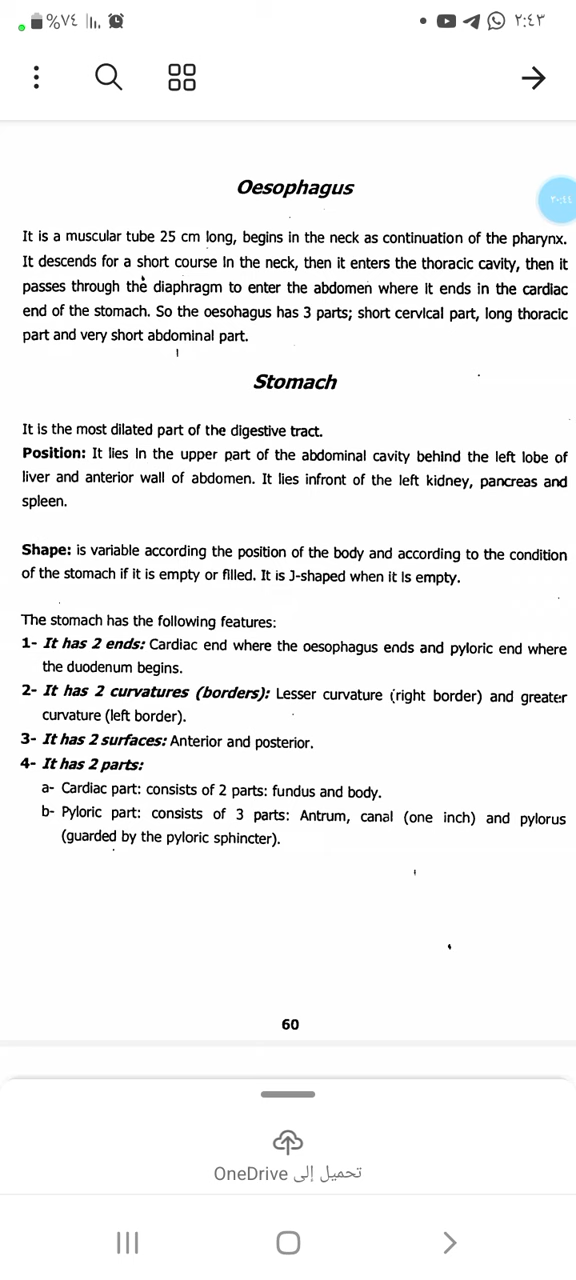 %٧٤
٢:٤٣
Oesophagus
٢٠:٤٤
It is a muscular tube 25 cm long, begins in the neck as continuation of the pharynx.
It descends for a short course In the neck, then it enters the thoracic cavity, then it
passes through the diaphragm to enter the abdomen where It ends in the cardiac
end of the stomach. So the oesohagus has 3 parts; short cervical part, long thoracic
part and very short abdominal part.
Stomach
It is the most dilated part of the digestive tract.
Position: It lies In the upper part of the abdominal cavity behind the left lobe of
liver and anterior wall of abdomen. It lies infront of the left kidney, pancreas and
spleen.
Shape: is variable according the position of the body and according to the condition
of the stomach if it is empty or filled. It is J-shaped when it Is empty.
The stomach has the following features:
1- It has 2 ends: Cardiac end where the oesophagus ends and pyloric end where
the duodenum begins.
2- It has 2 curvatures (borders): Lesser curvature (right border) and greater
curvature (left border).
3- It has 2 surfaces: Anterior and posterior.
4- It has 2 parts:
a- Cardiac part: consists of 2 parts: fundus and body.
b- Pyloric part: consists of 3 parts: Antrum, canal (one inch) and pylorus
(guarded by the pyloric sphincter).
60
تحميل إلى OneDrive